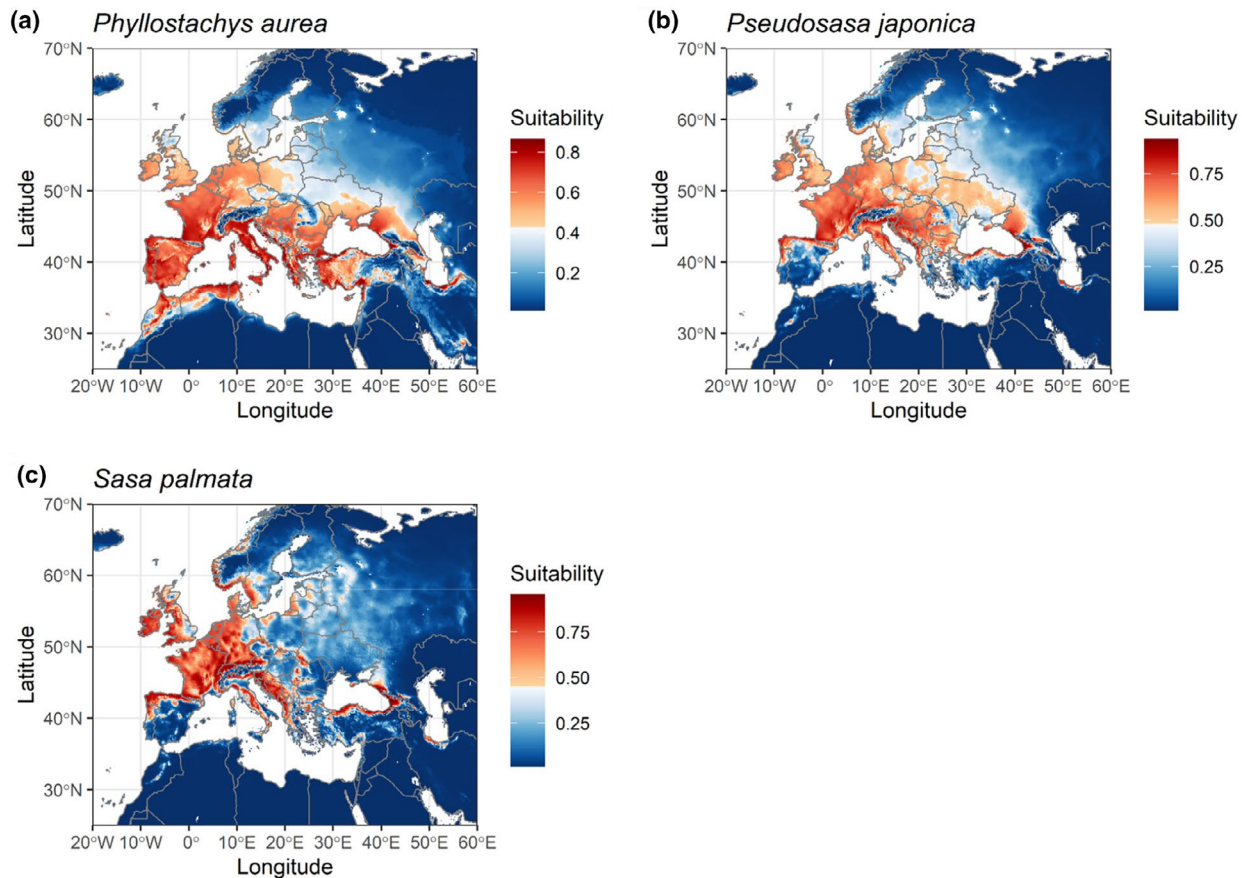 (a) Phyllostachys aurea
70°N
60°N
50°N
40°N
30°N
Latitude
20°W 10°W 0° 10°E 20°E 30°E 40°E 50°E 60°E
Longitude
Suitability
0.8
0.6
0.4
0.2
(b) Pseudosasa japonica
70°N
60°N
50°N
40°N
30°N
Latitude
20°W 10°W 0° 10°E 20°E 30°E 40°E 50°E 60°E
Longitude
Suitability
0.75
0.50
0.25
(c) Sasa palmata
70°N
60°N
50°N
40°N
30°N
Latitude
20°W 10°W 0° 10°E 20°E 30°E 40°E 50°E 60°E
Longitude
Suitability
0.75
0.50
0.25